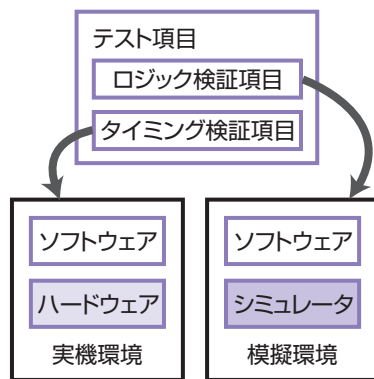 テスト項目
ロジック検証項目
タイミング検証項目
ソフトウェア
ハードウェア
実機環境
ソフトウェア
シミュレータ
模擬環境